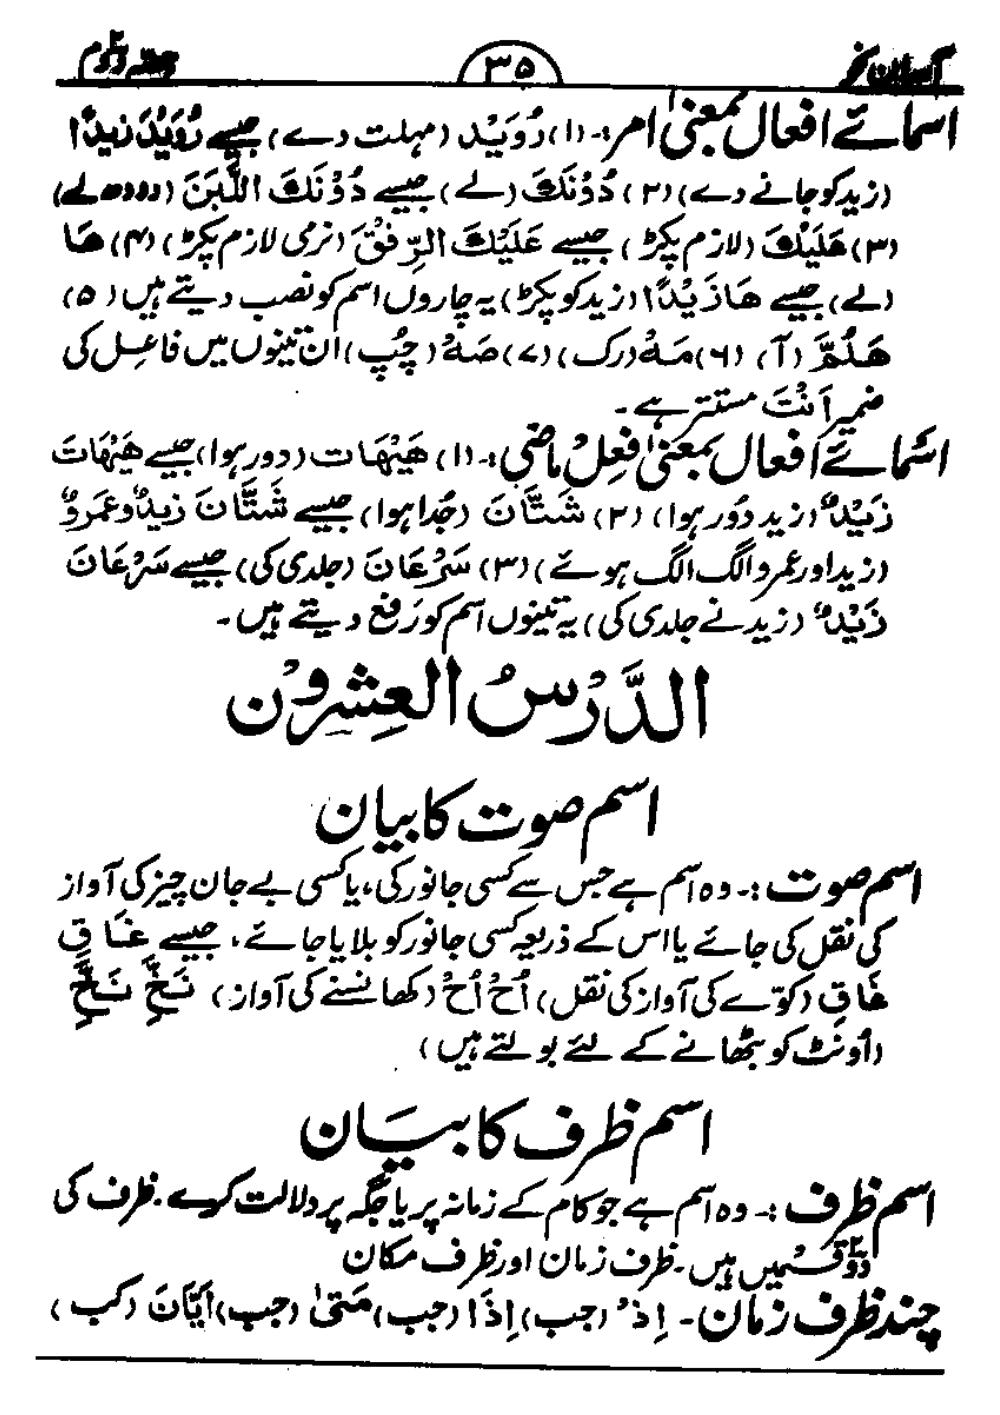 آسان نحو ۳۵ حصہ دوم
اسمائے افعال بمعنیٰ امر:۔ (۱) رُوَیْد (مہلت دے) جیسے رُوَیْدَ زیدًا
(زید کو جانے دے) (۲) دُوْنَكَ (لے) جیسے دُوْنَكَ اللَّبَنَ (دودھ لے)
(۳) عَلَيْكَ (لازم پکڑ) جیسے عَلَيْكَ الرِّفْقَ (نرمی لازم پکڑ) (۴) هَا
(لے) جیسے هَا زَيْدًا (زید کو پکڑ) یہ چاروں اسم کو نصب دیتے ہیں (۵)
هَلُمَّ (آ) (۶) مَهْ (رک) (۷) صَهْ (چُپ) ان تینوں میں فاعل کی
ضمیر اَنْتَ مستتر ہے۔
اسمائے افعال بمعنیٰ فعل ماضی:۔ (۱) هَيْهَات (دور ہوا) جیسے هَيْهَاتَ
زَيْدٌ (زید دُور ہوا) (۲) شَتَّانَ (جُدا ہوا) جیسے شَتَّانَ زیدٌ وعمروٌ
(زید اور عمرو الگ الگ ہوئے) (۳) سَرْعَانَ (جلدی کی) جیسے سَرْعَانَ
زَيْدٌ (زید نے جلدی کی) یہ تینوں اسم کو رَفع دیتے ہیں۔
الدَّرْسُ العِشرون
اسم صوت کا بیان
اسم صوت:۔ وہ اسم ہے جس سے کسی جانور کی، یا کسی بے جان چیز کی آواز
کی نقل کی جائے یا اس کے ذریعہ کسی جانور کو بلایا جائے، جیسے غَاقِ
غَاقِ (کوّے کی آواز کی نقل) اُحْ اُحْ (کھانسنے کی آواز) نَخَّ نَخَّ
(اُونٹ کو بٹھانے کے لئے بولتے ہیں)
اسم ظرف کا بیان
اسم ظرف:۔ وہ اسم ہے جو کام کے زمانہ پر یا جگہ پر دلالت کرے۔ ظرف کی
دو قسمیں ہیں۔ ظرف زمان اور ظرف مکان
چند ظرف زمان۔ اِذْ (جب) اِذَا (جب) مَتیٰ (جب) اَیَّانَ (کب)